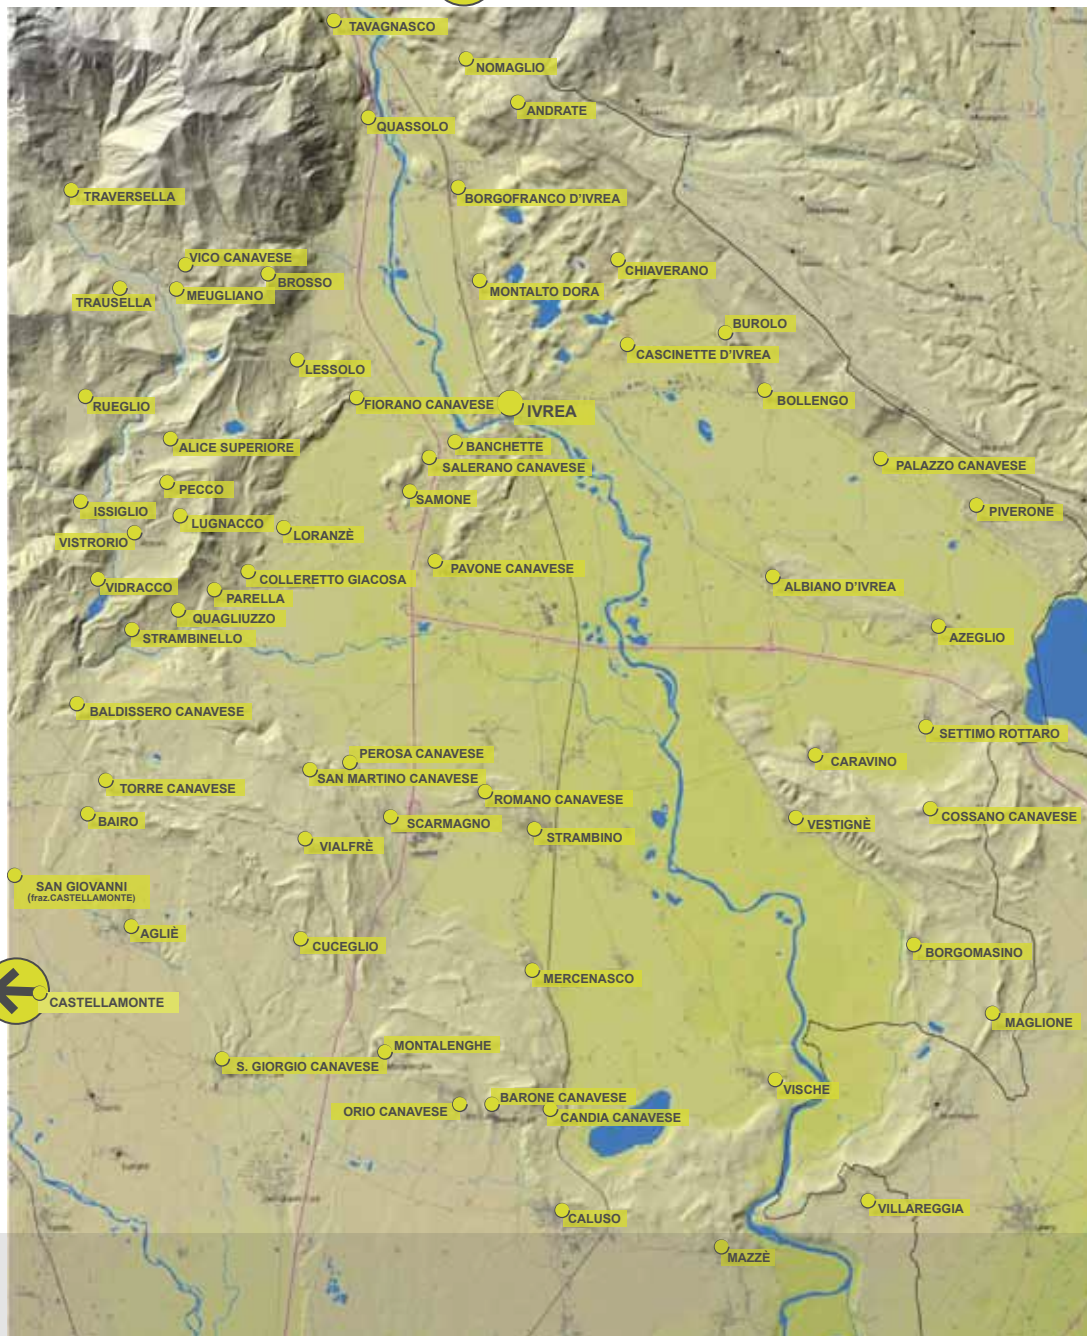 TAVAGNASCO
NOMAGLIO
ANDRATE
QUASSOLO
TRAVERSELLA
BORGOFRANCO D'IVREA
VICO CANAVESE
CHIAVERANO
BROSSO
MONTALTO DORA
MEUGLIANO
TRAUSELLA
BUROLO
CASCINETTE D'IVREA
LESSOLO
BOLLENGO
RUEGLIO
FIORANO CANAVESE
IVREA
ALICE SUPERIORE
BANCHETTE
SALERANO CANAVESE
PALAZZO CANAVESE
PECCO
SAMONE
ISSIGLIO
PIVERONE
LUGNACCO
LORANZÈ
VISTRORIO
PAVONE CANAVESE
COLLERETTO GIACOSA
VIDRACCO
ALBIANO D'IVREA
PARELLA
QUAGLIUZZO
STRAMBINELLO
AZEGLIO
BALDISSERO CANAVESE
SETTIMO ROTTARO
PEROSA CANAVESE
CARAVINO
SAN MARTINO CANAVESE
TORRE CANAVESE
ROMANO CANAVESE
COSSANO CANAVESE
BAIRO
SCARMAGNO
VESTIGNÈ
STRAMBINO
VIALFRÈ
SAN GIOVANNI
(fraz.CASTELLAMONTE)
AGLIÈ
CUCEGLIO
BORGOMASINO
MERCENASCO
CASTELLAMONTE
MAGLIONE
MONTALENGHE
S. GIORGIO CANAVESE
VISCHE
BARONE CANAVESE
ORIO CANAVESE
CANDIA CANAVESE
VILLAREGGIA
CALUSO
MAZZÈ